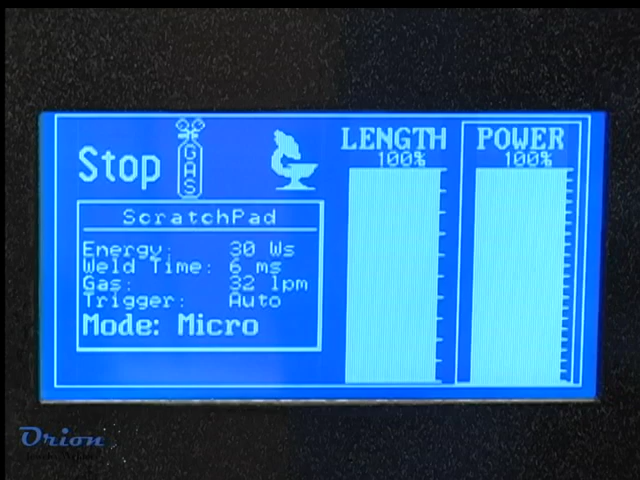 Stop
GAS
LENGTH
100%
POWER
100%
ScratchPad
Energy: 30 Ws
Weld Time: 6 ms
Gas: 32 lpm
Trigger: Auto
Mode: Micro
Orion